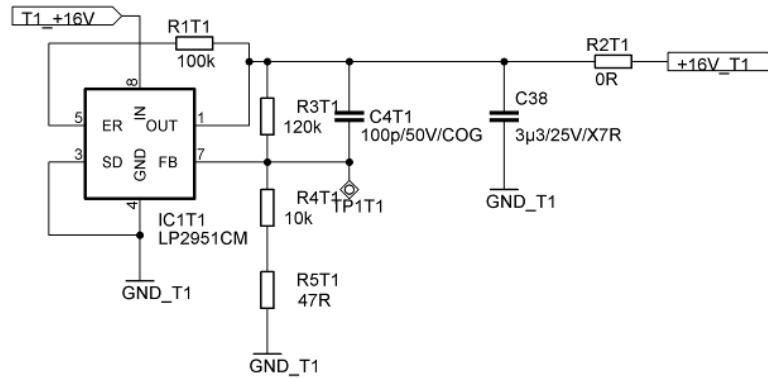 T1_+16V
R1T1
100k
R2T1
0R
+16V_T1
8
IN
5
ER
OUT
1
3
SD
GND
FB
7
4
R3T1
120k
C4T1
100p/50V/COG
C38
3µ3/25V/X7R
GND_T1
R4T1
10k
TP1T1
IC1T1
LP2951CM
GND_T1
R5T1
47R
GND_T1